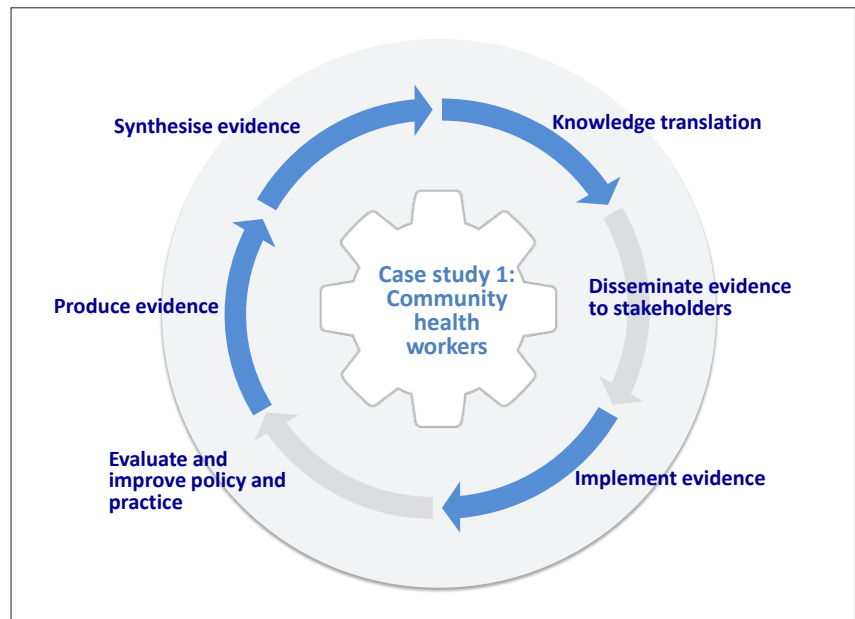 Synthesise evidence
Knowledge translation
Case study 1:
Community
health
workers
Produce evidence
Disseminate evidence
to stakeholders
Evaluate and
improve policy and
practice
Implement evidence